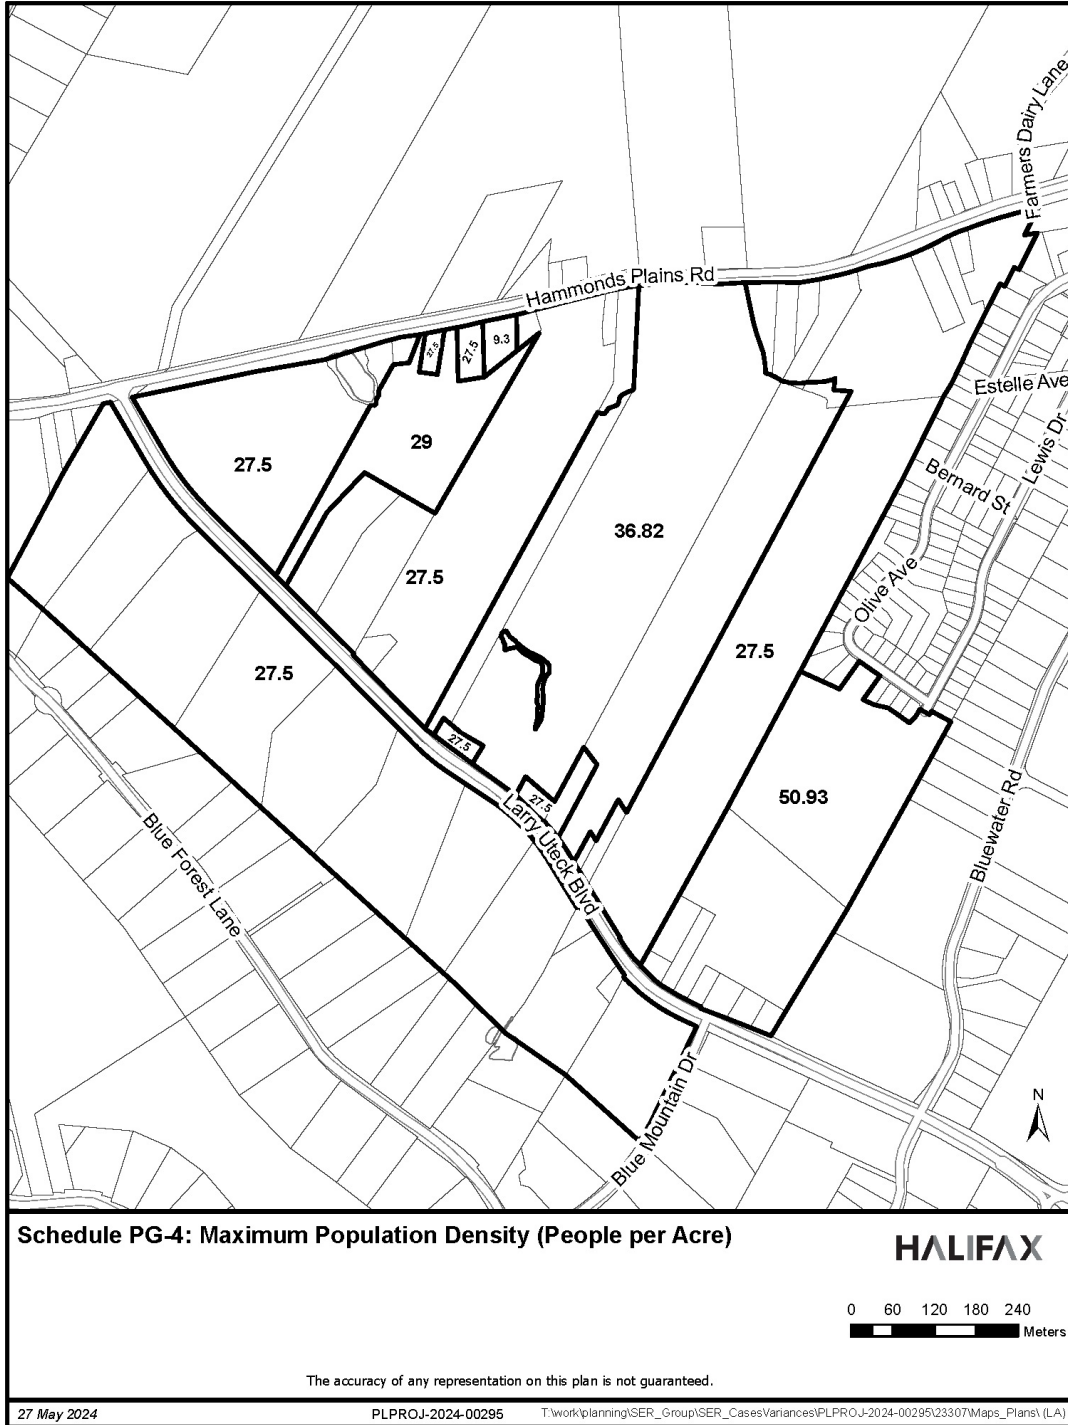 Farmers Dairy Lane
Hammonds Plains Rd
27.5
27.5
9.3
Estelle Ave
Lewis Dr
Bernard St
29
27.5
36.82
27.5
Olive Ave
27.5
27.5
27.5
27.5
50.93
Larry Uteck Blvd
Bluewater Rd
Blue Forest Lane
Blue Mountain Dr
N
Schedule PG-4: Maximum Population Density (People per Acre)
HALIFAX
0 60 120 180 240
Meters
The accuracy of any representation on this plan is not guaranteed.
27 May 2024 PLPROJ-2024-00295 T:\work\planning\SER_Group\SER_CasesVariances\PLPROJ-2024-00295\23307\Maps_Plans\ (LA)